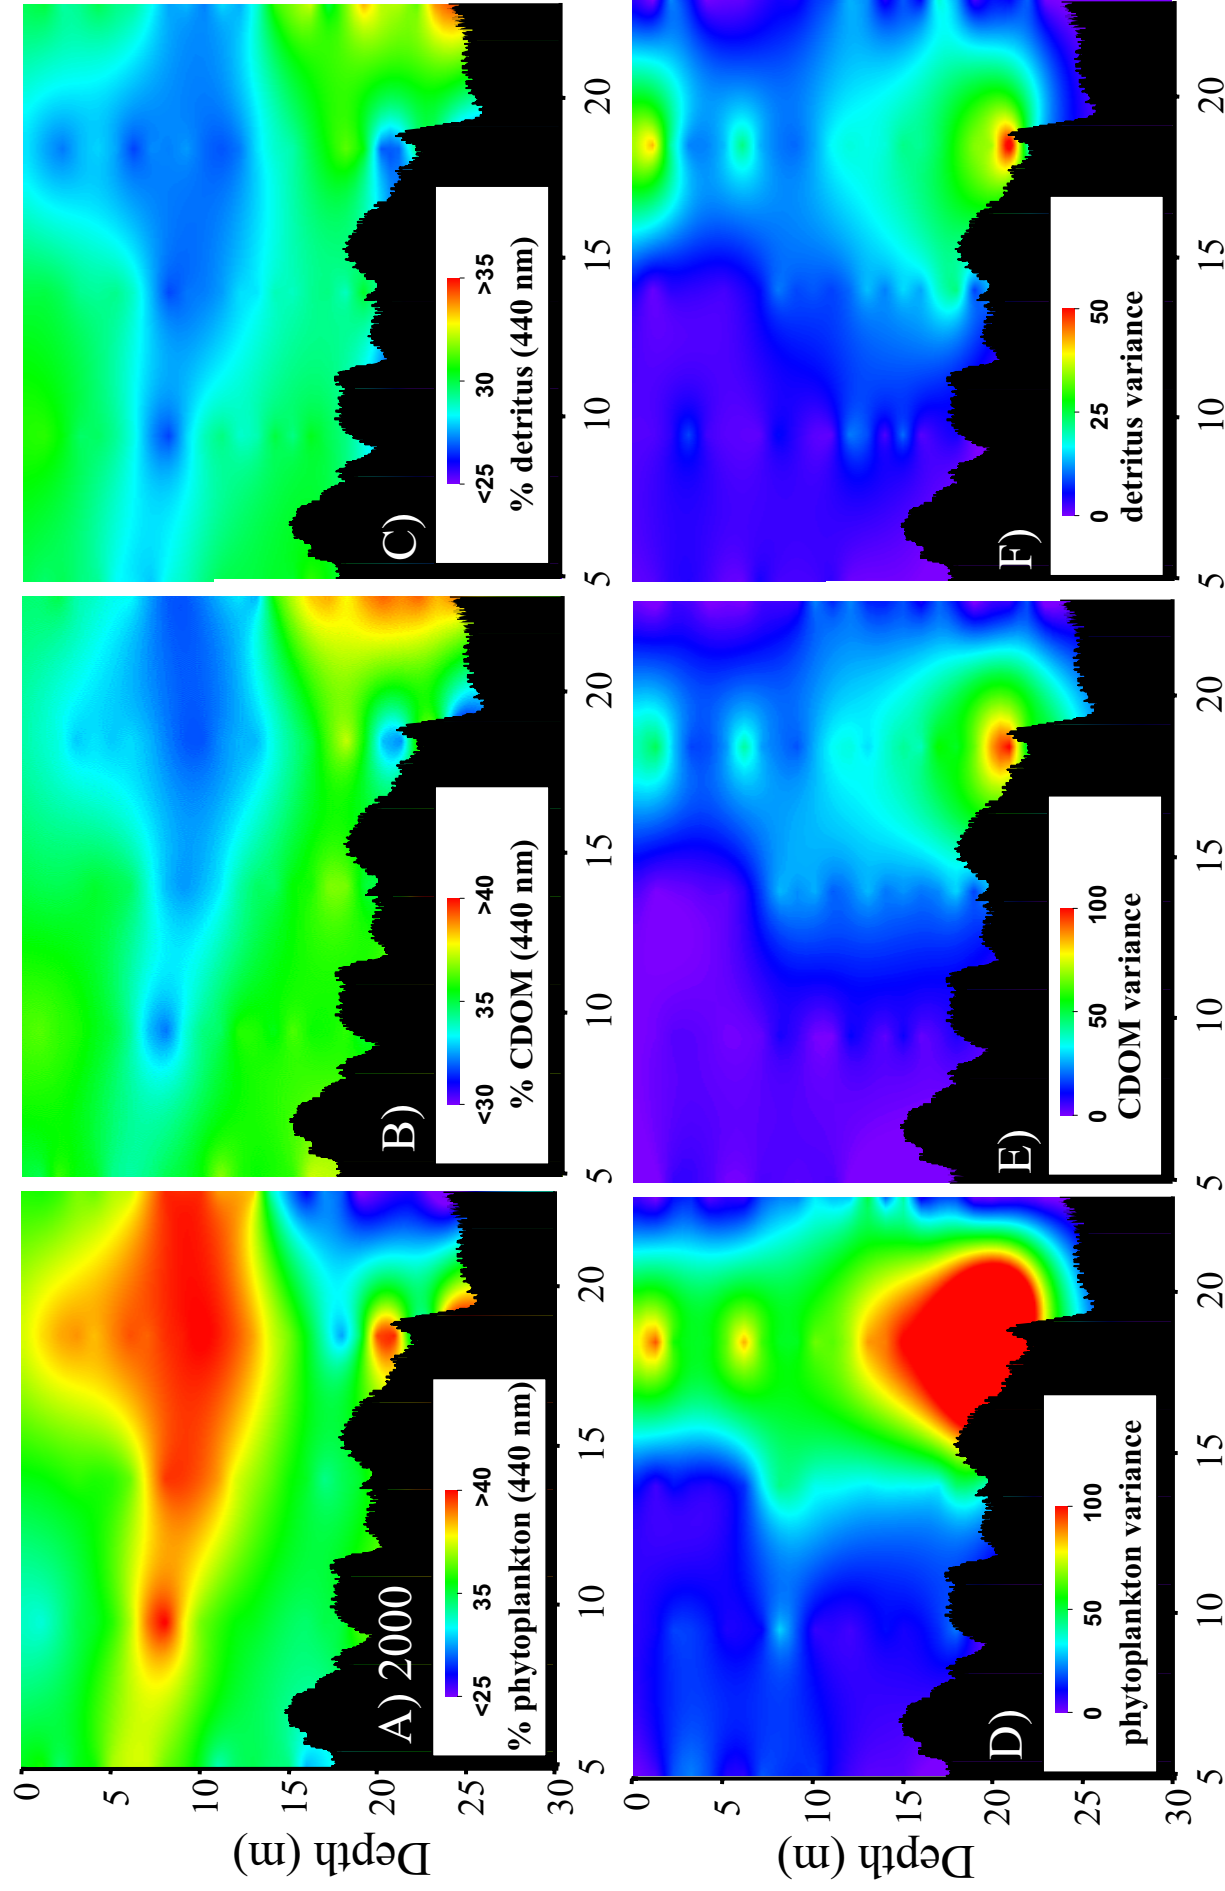 0
5
10
15
20
25
30
Depth (m)
A) 2000
<25 35 >40
% phytoplankton (440 nm)
5 10 15 20
B)
<30 35 >40
% CDOM (440 nm)
5 10 15 20
C)
<25 30 >35
% detritus (440 nm)
5 10 15 20
0
5
10
15
20
25
30
Depth (m)
D)
0 50 100
phytoplankton variance
5 10 15 20
E)
0 50 100
CDOM variance
5 10 15 20
F)
0 25 50
detritus variance
5 10 15 20